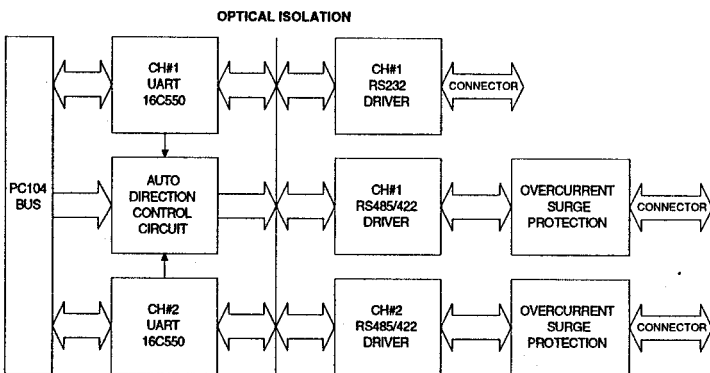 OPTICAL ISOLATION
CH#1
UART
16C550
CH#1
RS232
DRIVER
CONNECTOR
PC104
BUS
AUTO
DIRECTION
CONTROL
CIRCUIT
CH#1
RS485/422
DRIVER
OVERCURRENT
SURGE
PROTECTION
CONNECTOR
CH#2
UART
16C550
CH#2
RS485/422
DRIVER
OVERCURRENT
SURGE
PROTECTION
CONNECTOR